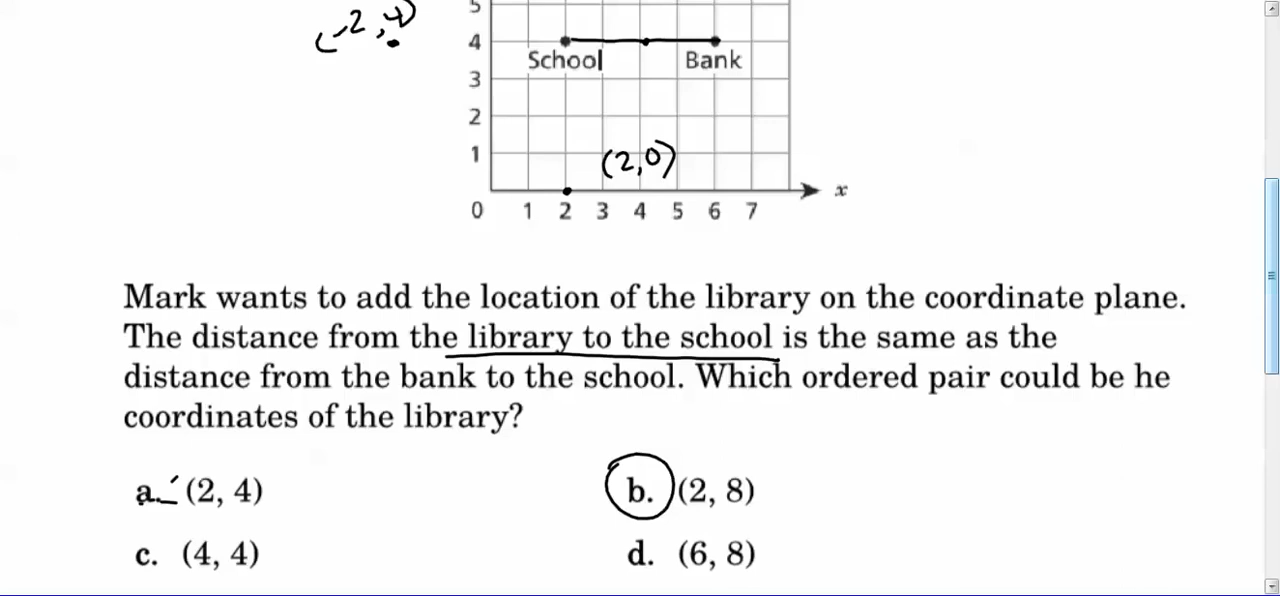 (-2, 4)
5
4
School Bank
3
2
1 (2,0)
x
0 1 2 3 4 5 6 7
Mark wants to add the location of the library on the coordinate plane.
The distance from the library to the school is the same as the
distance from the bank to the school. Which ordered pair could be he
coordinates of the library?
a. (2, 4) b. (2, 8)
c. (4, 4) d. (6, 8)